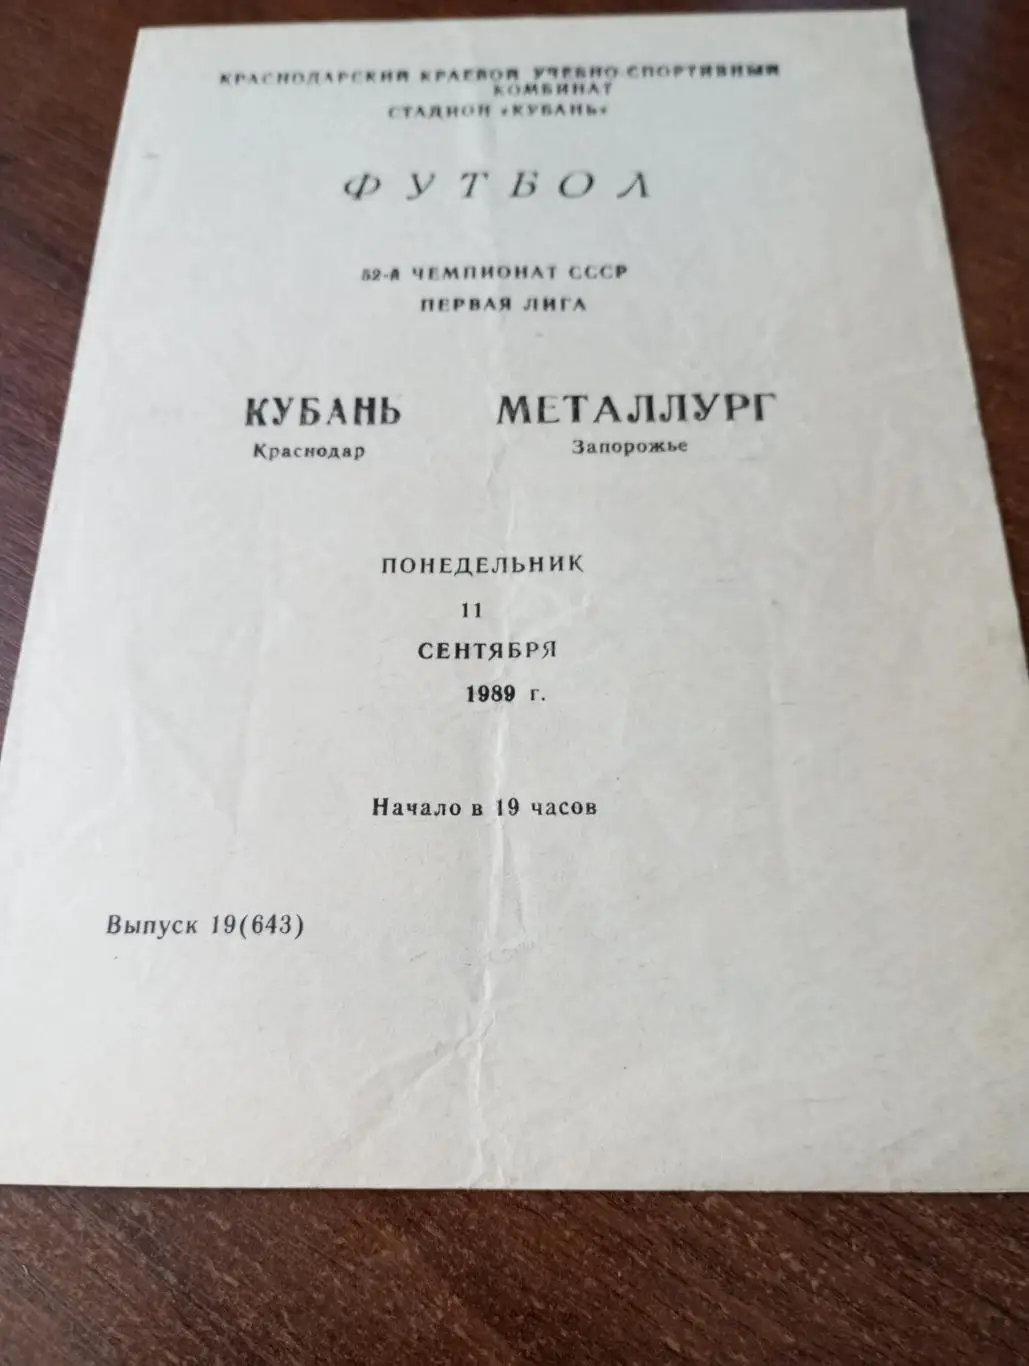 КРАСНОДАРСКИЙ КРАЕВОЙ УЧЕБНО-СПОРТИВНЫЙ
КОМБИНАТ
СТАДИОН «КУБАНЬ»
ФУТБОЛ
52-й ЧЕМПИОНАТ СССР
ПЕРВАЯ ЛИГА
КУБАНЬ МЕТАЛЛУРГ
Краснодар Запорожье
ПОНЕДЕЛЬНИК
11
СЕНТЯБРЯ
1989 г.
Начало в 19 часов
Выпуск 19(643)